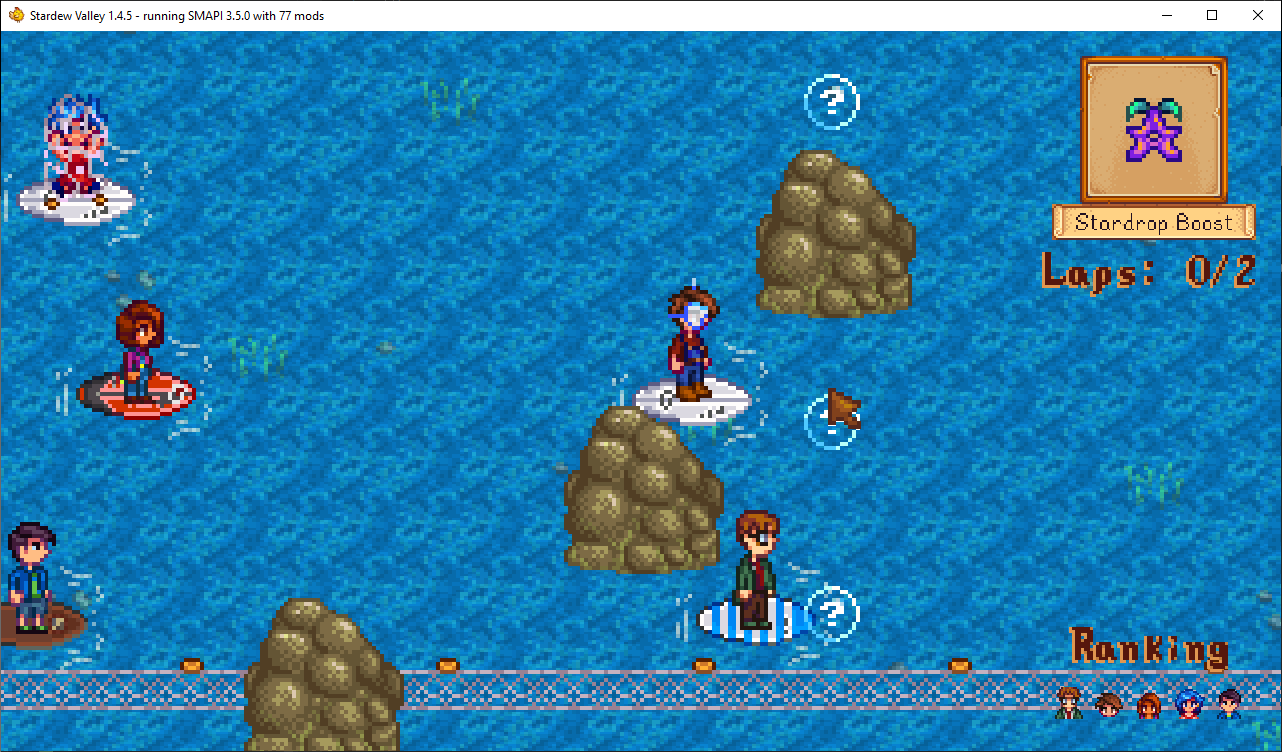 Stardew Valley 1.4.5 - running SMAPI 3.5.0 with 77 mods
?
Stardrop Boost
Laps: 0/2
?
Ranking